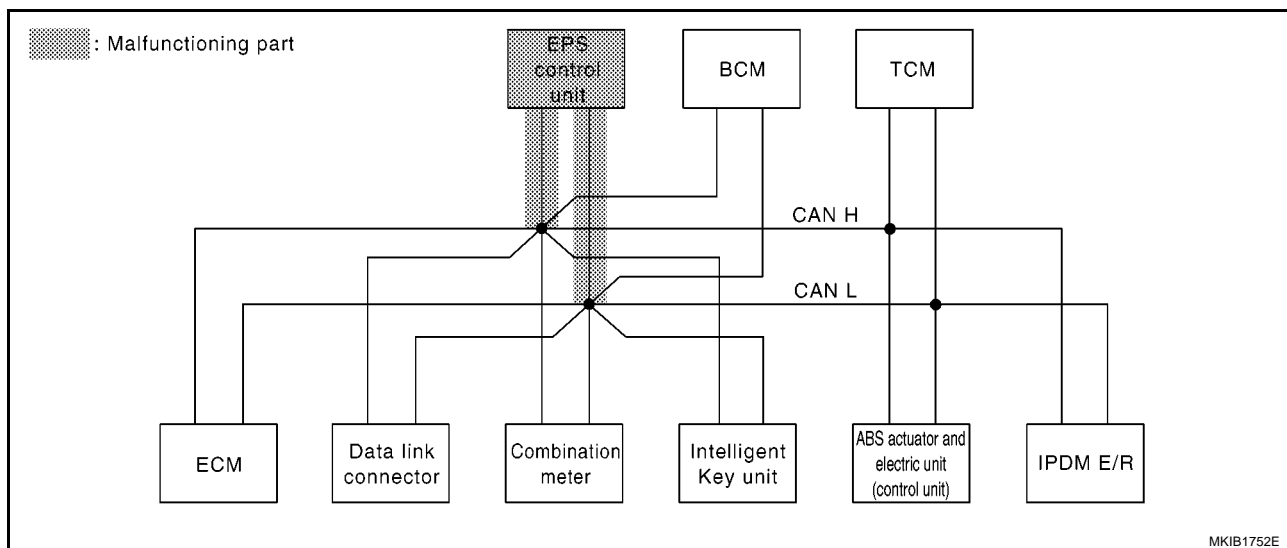 : Malfunctioning part
EPS
control
unit
BCM
TCM
CAN H
CAN L
ECM
Data link
connector
Combination
meter
Intelligent
Key unit
ABS actuator and
electric unit
(control unit)
IPDM E/R
MKIB1752E